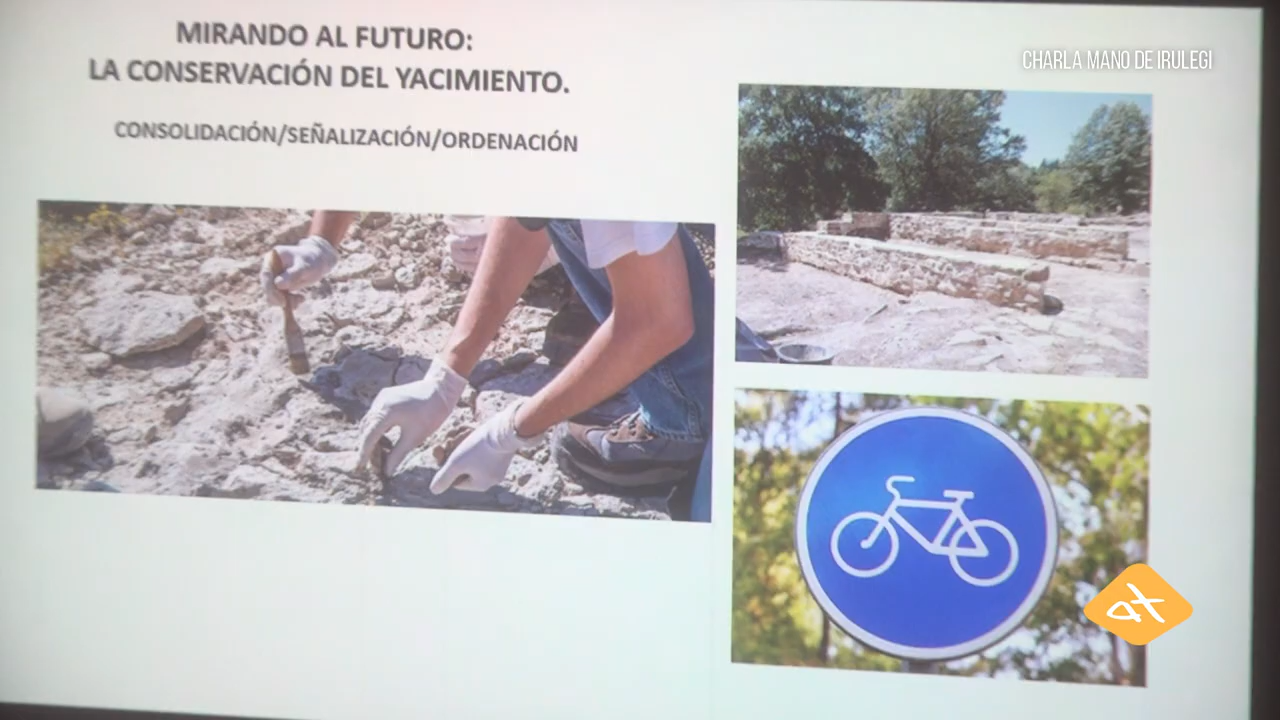 MIRANDO AL FUTURO:
LA CONSERVACIÓN DEL YACIMIENTO.
CONSOLIDACIÓN/SEÑALIZACIÓN/ORDENACIÓN
CHARLA MANO DE IRULEGI